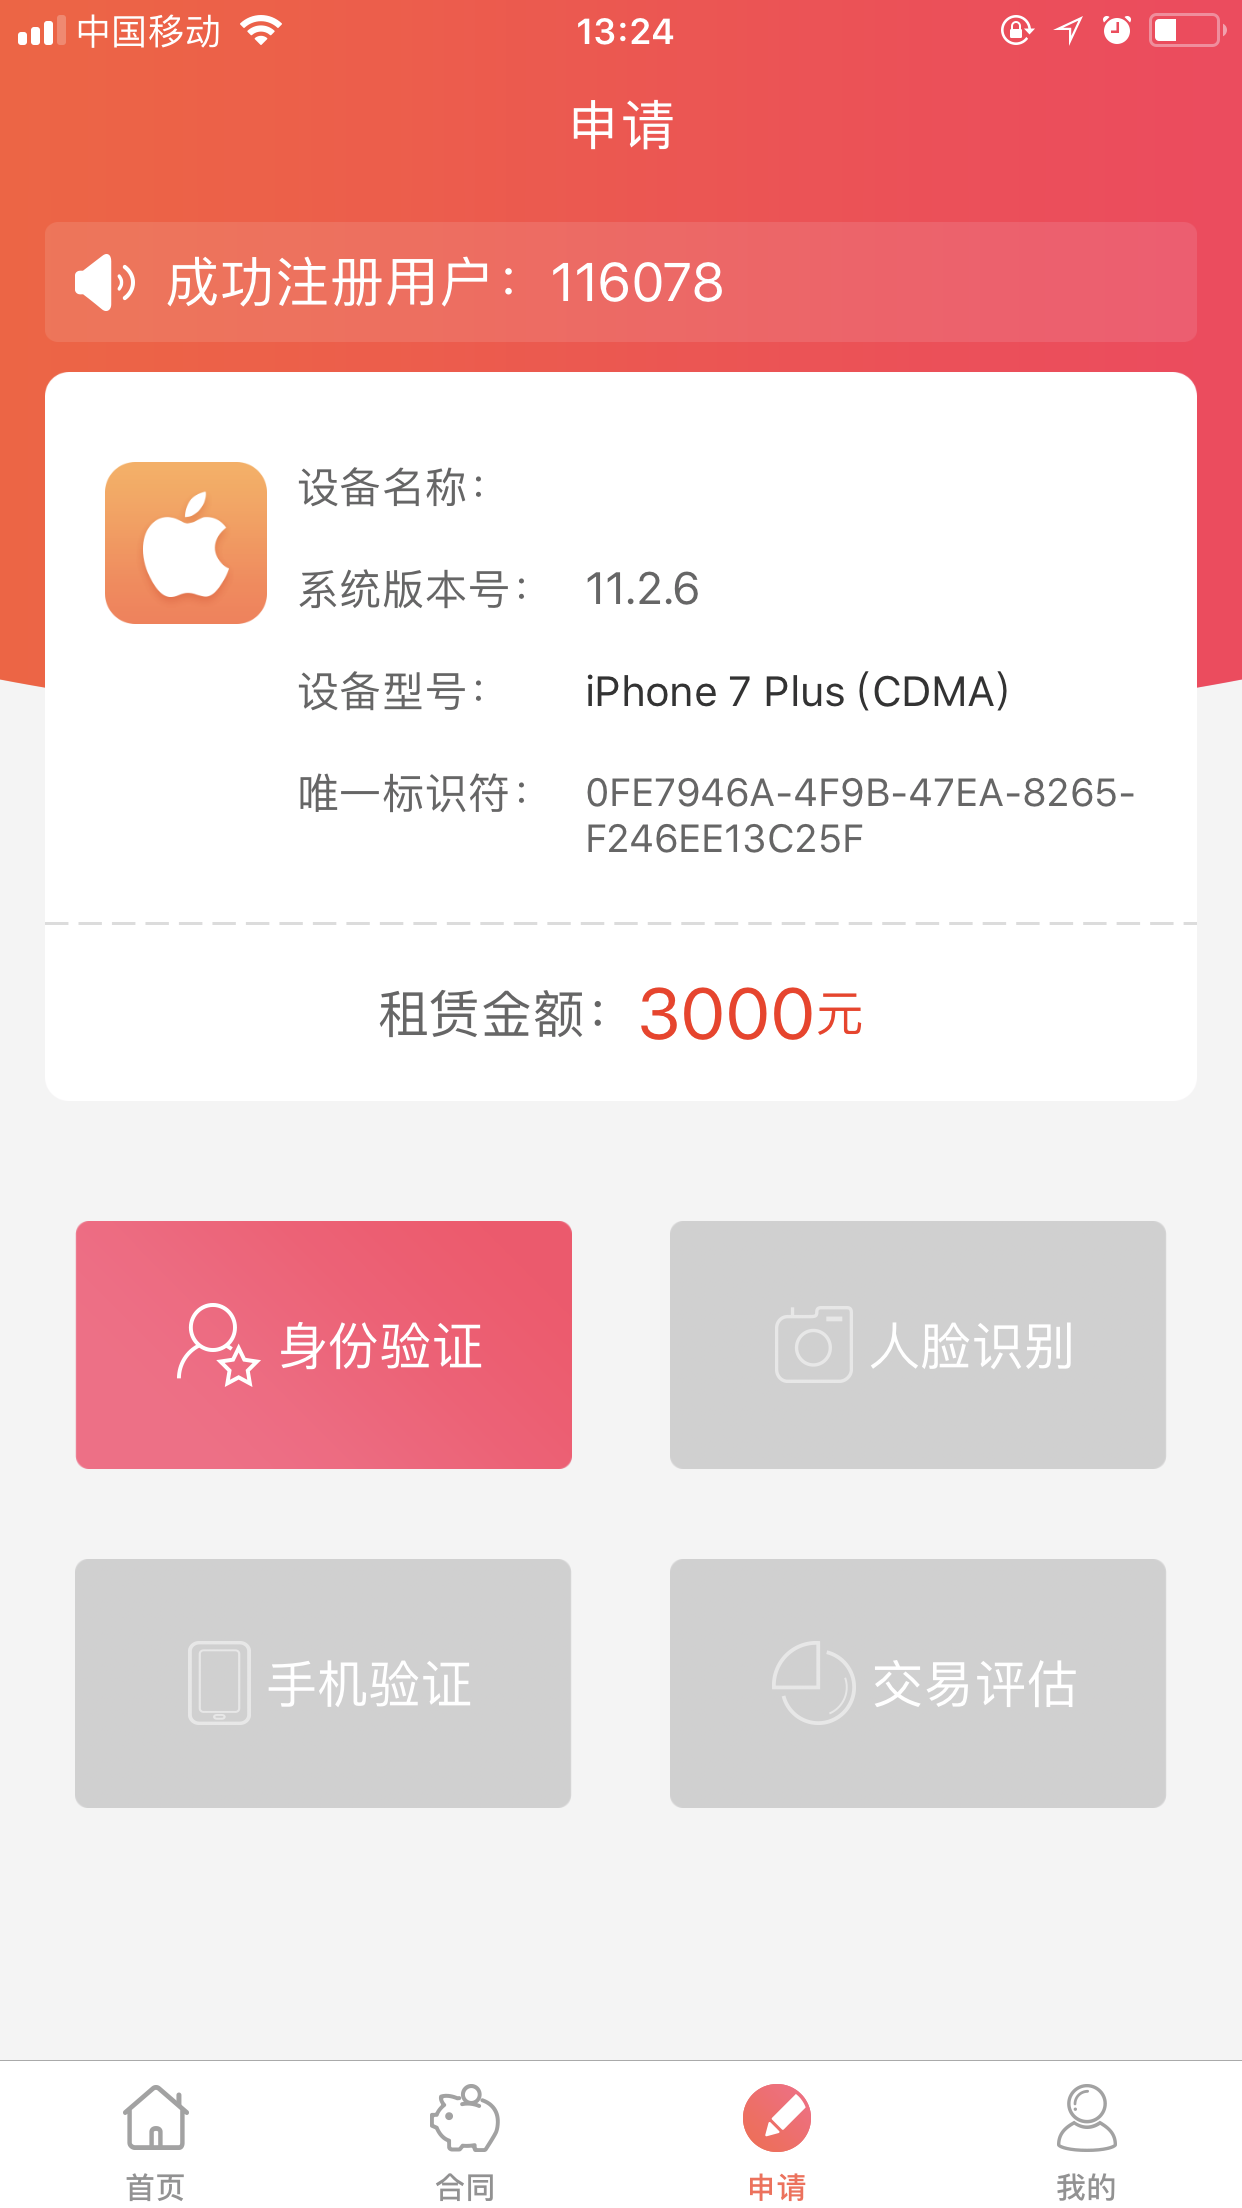 中国移动 13:24
申请
成功注册用户： 116078
设备名称：
系统版本号： 11.2.6
设备型号： iPhone 7 Plus (CDMA)
唯一标识符： 0FE7946A-4F9B-47EA-8265-
F246EE13C25F
租赁金额： 3000元
身份验证 人脸识别
手机验证 交易评估
首页 合同 申请 我的